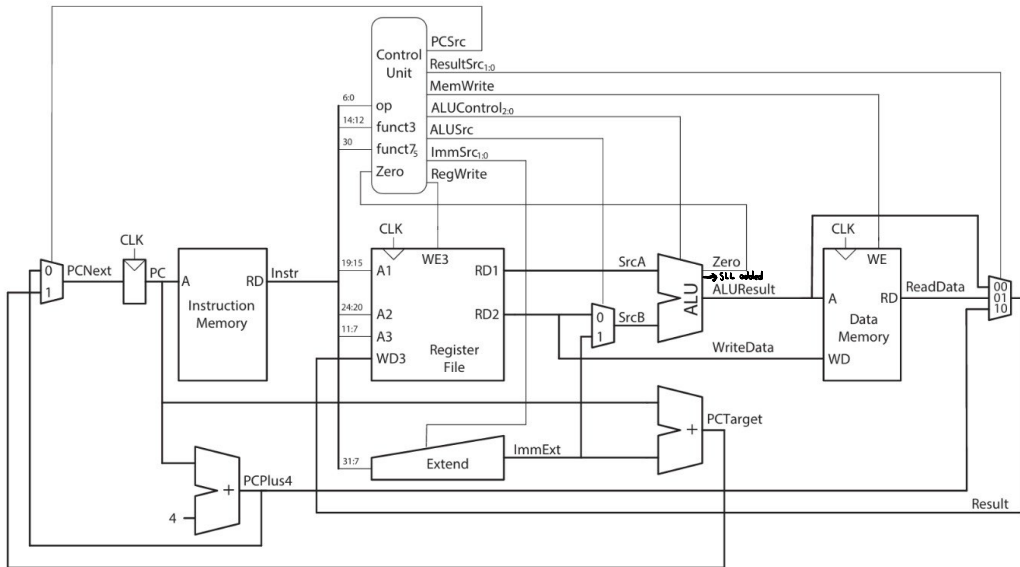 PCSrc
Control
Unit
ResultSrc1:0
MemWrite
6:0
op
ALUControl2:0
14:12
funct3
ALUSrc
30
funct75
ImmSrc1:0
Zero
RegWrite
CLK
CLK
CLK
0
1
PCNext
PC
A
RD
Instruction
Memory
Instr
19:15
A1
WE3
RD1
24:20
A2
RD2
11:7
A3
WD3
Register
File
SrcA
0
1
SrcB
ALU
Zero
→ SLL added
ALUResult
WriteData
WE
A
RD
Data
Memory
WD
ReadData
00
01
10
31:7
Extend
ImmExt
+
PCTarget
4
+
PCPlus4
Result